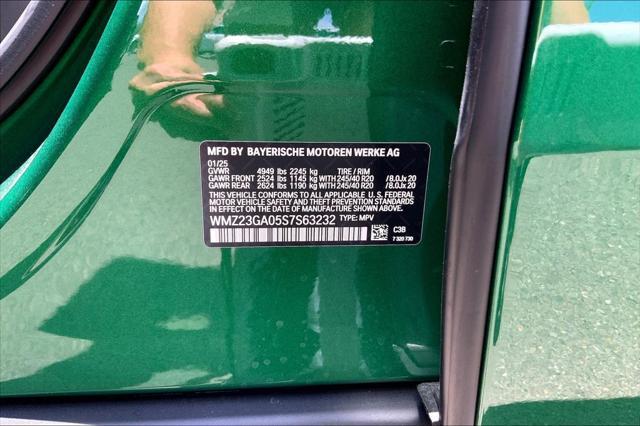 MFD BY BAYERISCHE MOTOREN WERKE AG
01/25
GVWR 4949 lbs 2245 kg TIRE / RIM
GAWR FRONT 2524 lbs 1145 kg WITH 245/40 R20 /8.0Jx 20
GAWR REAR 2624 lbs 1190 kg WITH 245/40 R20 /8.0Jx 20
THIS VEHICLE CONFORMS TO ALL APPLICABLE U.S. FEDERAL
MOTOR VEHICLE SAFETY AND THEFT PREVENTION STANDARDS
IN EFFECT ON THE DATE OF MANUFACTURE SHOWN ABOVE.
WMZ23GA05S7S63232 TYPE: MPV
C3B
7 320 730